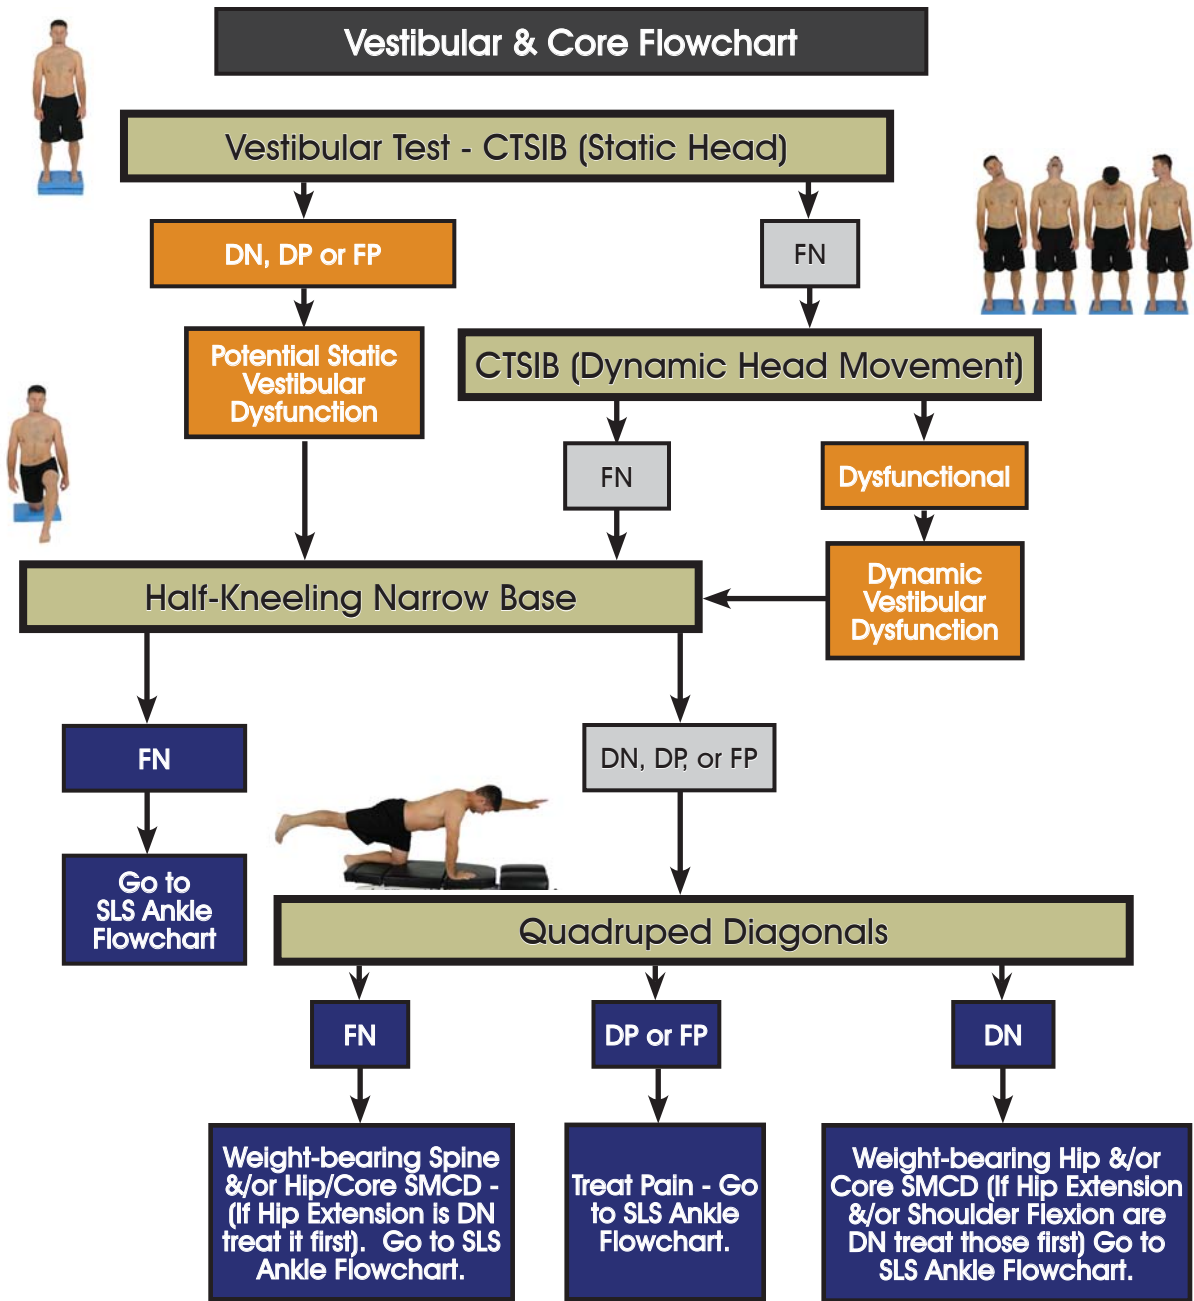 Vestibular & Core Flowchart
Vestibular Test - CTSIB (Static Head)
DN, DP or FP
FN
Potential Static
Vestibular
Dysfunction
CTSIB (Dynamic Head Movement)
FN
Dysfunctional
Dynamic
Vestibular
Dysfunction
Half-Kneeling Narrow Base
FN
DN, DP, or FP
Go to
SLS Ankle
Flowchart
Quadruped Diagonals
FN
DP or FP
DN
Weight-bearing Spine
&/or Hip/Core SMCD -
(If Hip Extension is DN
treat it first).  Go to SLS
Ankle Flowchart.
Treat Pain - Go
to SLS Ankle
Flowchart.
Weight-bearing Hip &/or
Core SMCD (If Hip Extension
&/or Shoulder Flexion are
DN treat those first) Go to
SLS Ankle Flowchart.